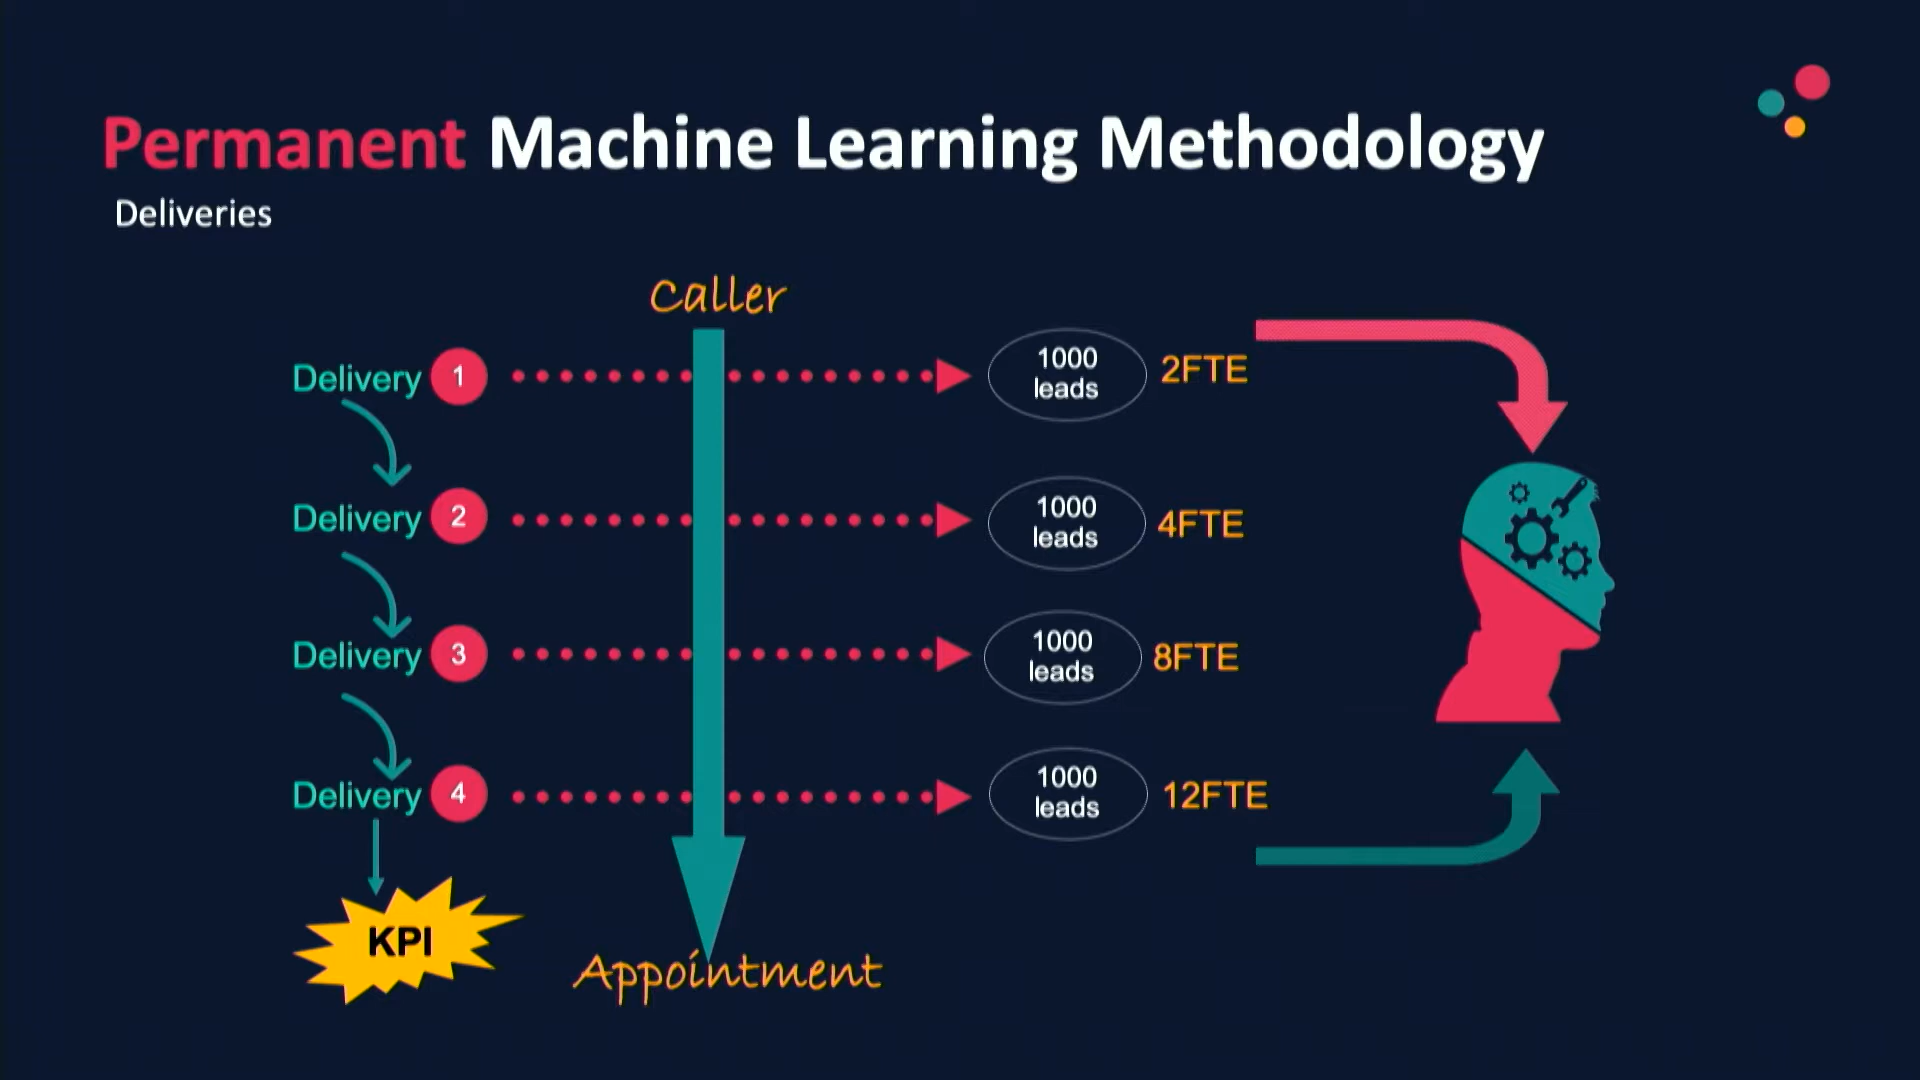 Permanent Machine Learning Methodology
Deliveries
Caller
Delivery 1
1000
leads
2FTE
Delivery 2
1000
leads
4FTE
Delivery 3
1000
leads
8FTE
Delivery 4
1000
leads
12FTE
KPI
Appointment